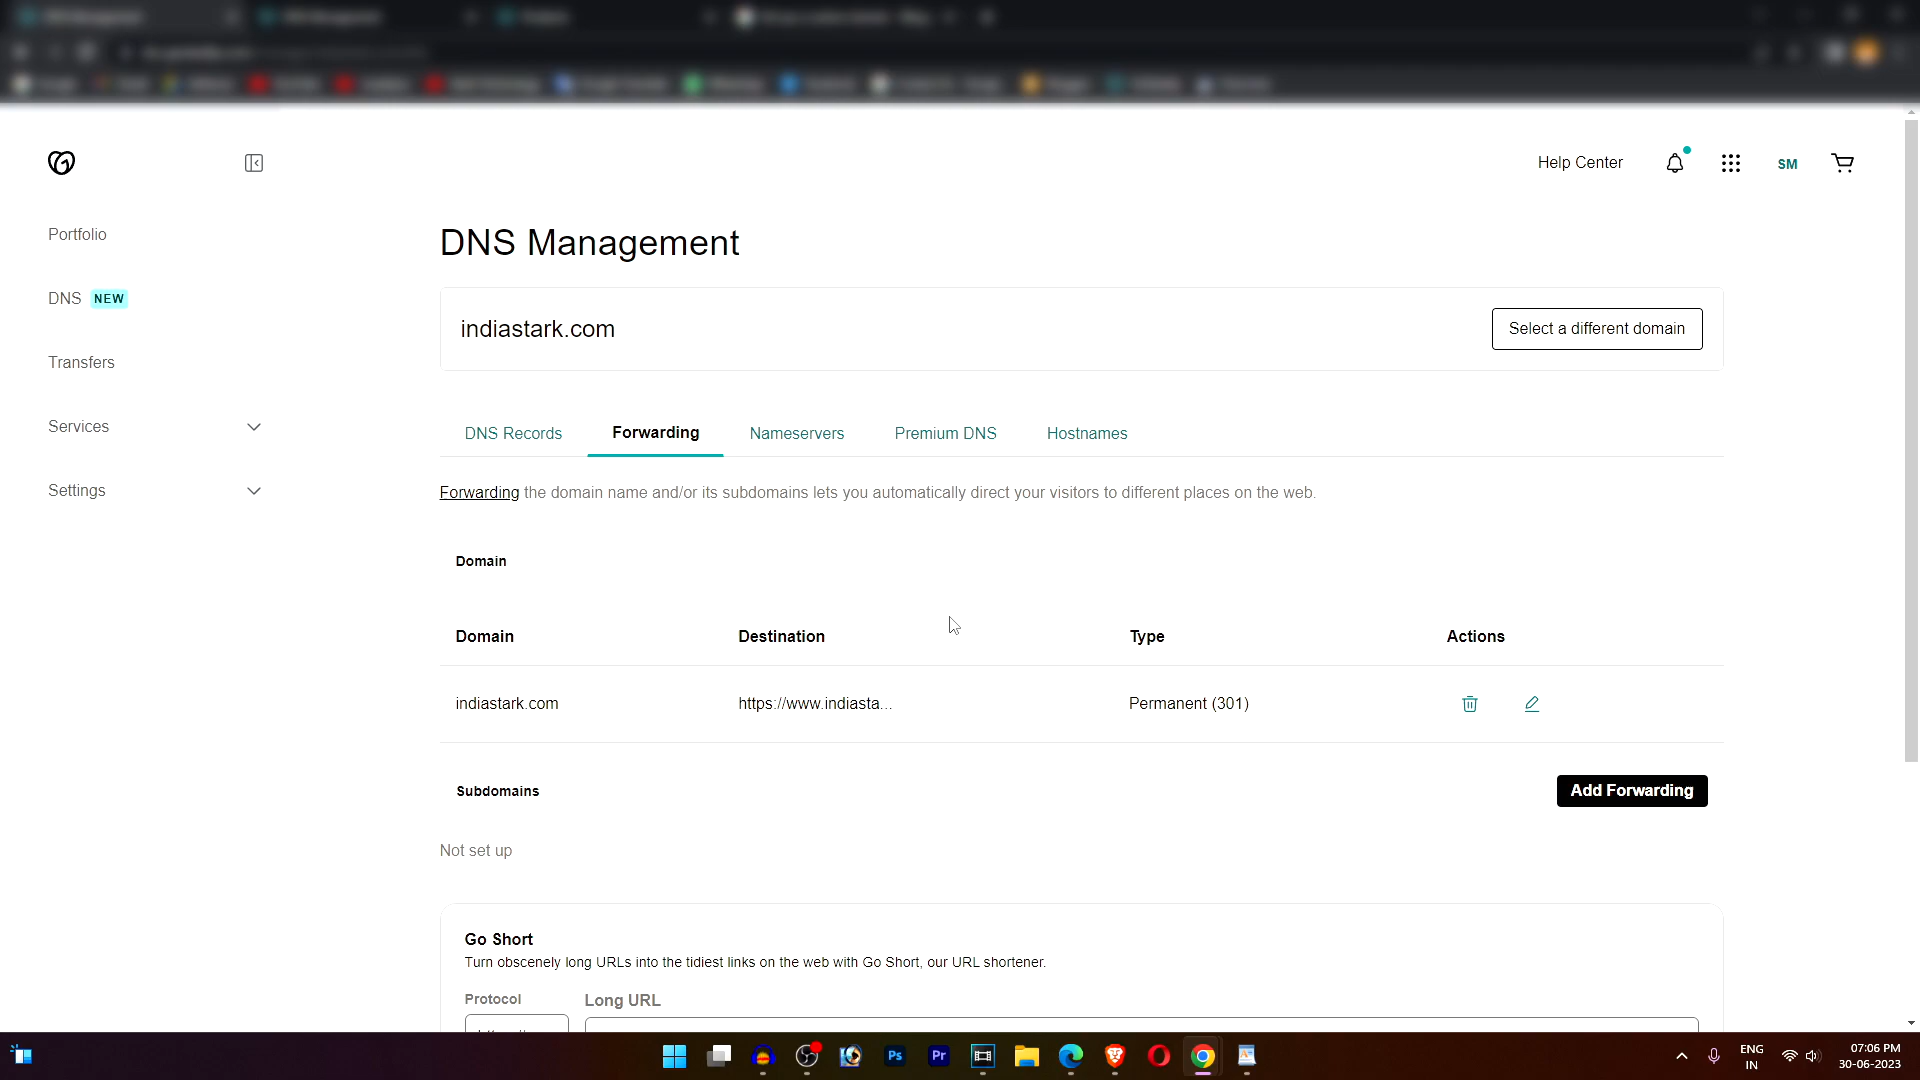 Help Center
SM
Portfolio
DNS NEW
Transfers
Services
Settings
DNS Management
indiastark.com
Select a different domain
DNS Records
Forwarding
Nameservers
Premium DNS
Hostnames
Forwarding the domain name and/or its subdomains lets you automatically direct your visitors to different places on the web.
Domain
Domain
Destination
Type
Actions
indiastark.com
https://www.indiasta...
Permanent (301)
Subdomains
Add Forwarding
Not set up
Go Short
Turn obscenely long URLs into the tidiest links on the web with Go Short, our URL shortener.
Protocol
Long URL
Ps
Pr
ENG
IN
07:06 PM
30-06-2023